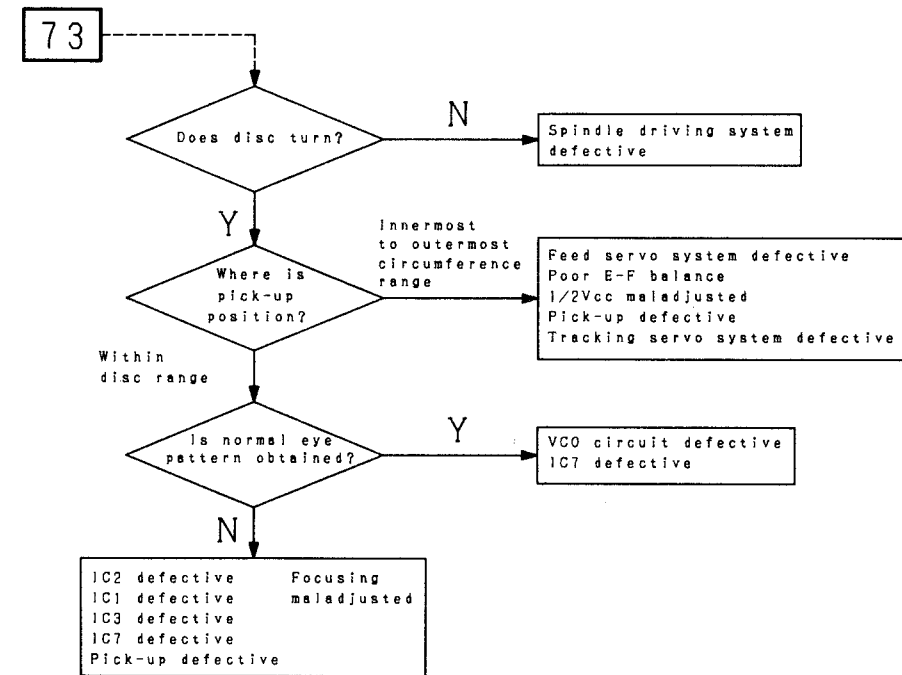 73
Does disc turn?
N
Spindle driving system
defective
Y
Innermost
to outermost
circumference
range
Where is
pick-up
position?
Feed servo system defective
Poor E-F balance
1/2Vcc maladjusted
Pick-up defective
Tracking servo system defective
Within
disc range
Is normal eye
pattern obtained?
Y
VCO circuit defective
IC7 defective
N
IC2 defective Focusing
IC1 defective maladjusted
IC3 defective
IC7 defective
Pick-up defective